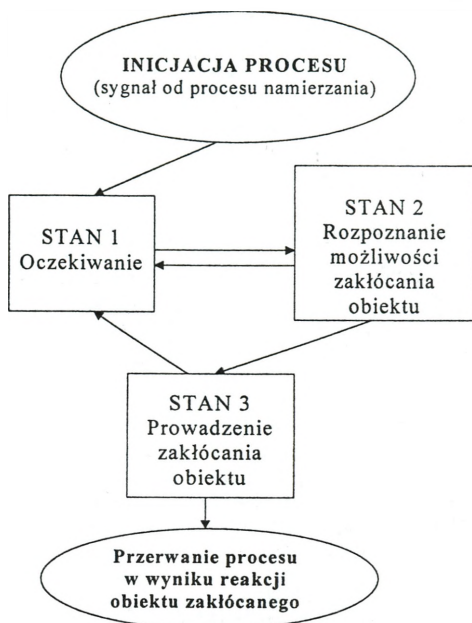 INICJACJA PROCESU
(sygnał od procesu namierzania)
STAN 1
Oczekiwanie
STAN 2
Rozpoznanie
możliwości
zakłócania
obiektu
STAN 3
Prowadzenie
zakłócania
obiektu
Przerwanie procesu
w wyniku reakcji
obiektu zakłócanego